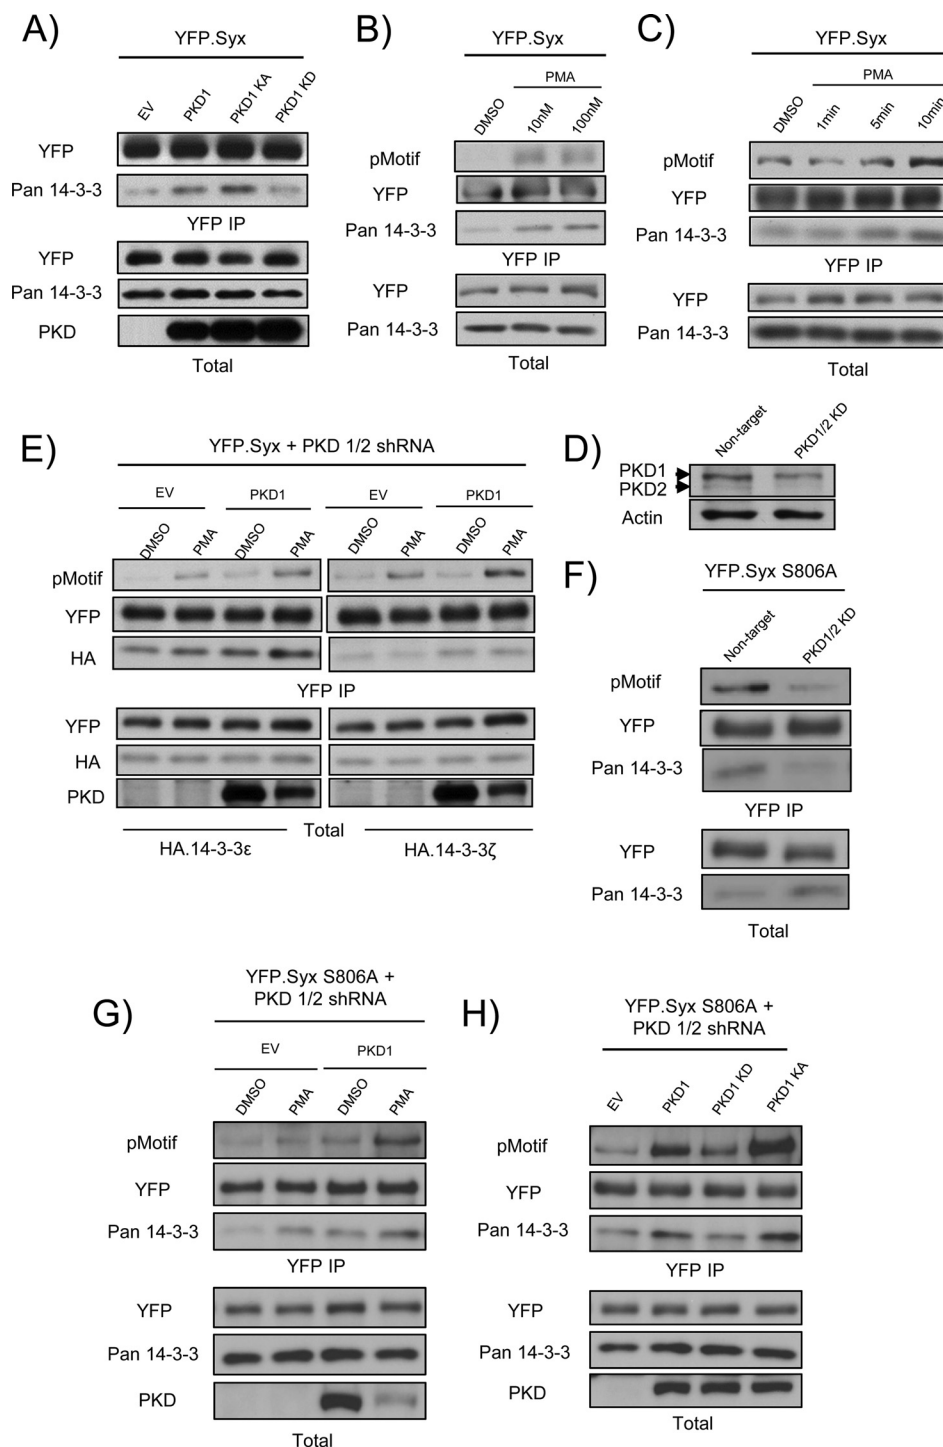 A)
YFP.Syx
EV
PKD1
PKD1 KA
PKD1 KD
YFP
Pan 14-3-3
YFP IP
YFP
Pan 14-3-3
PKD
Total
B)
YFP.Syx
PMA
DMSO
10nM
100nM
pMotif
YFP
Pan 14-3-3
YFP IP
YFP
Pan 14-3-3
Total
C)
YFP.Syx
PMA
DMSO
1min
5min
10min
pMotif
YFP
Pan 14-3-3
YFP IP
YFP
Pan 14-3-3
Total
E)
YFP.Syx + PKD 1/2 shRNA
EV
PKD1
EV
PKD1
DMSO
PMA
DMSO
PMA
DMSO
PMA
DMSO
PMA
pMotif
YFP
HA
YFP IP
YFP
HA
PKD
Total
HA.14-3-3ε
HA.14-3-3ζ
D)
Non-target
PKD1/2 KD
PKD1
PKD2
Actin
F)
YFP.Syx S806A
Non-target
PKD1/2 KD
pMotif
YFP
Pan 14-3-3
YFP IP
YFP
Pan 14-3-3
Total
G)
YFP.Syx S806A +
PKD 1/2 shRNA
EV
PKD1
DMSO
PMA
DMSO
PMA
pMotif
YFP
Pan 14-3-3
YFP IP
YFP
Pan 14-3-3
PKD
Total
H)
YFP.Syx S806A +
PKD 1/2 shRNA
EV
PKD1
PKD1 KD
PKD1 KA
pMotif
YFP
Pan 14-3-3
YFP IP
YFP
Pan 14-3-3
PKD
Total